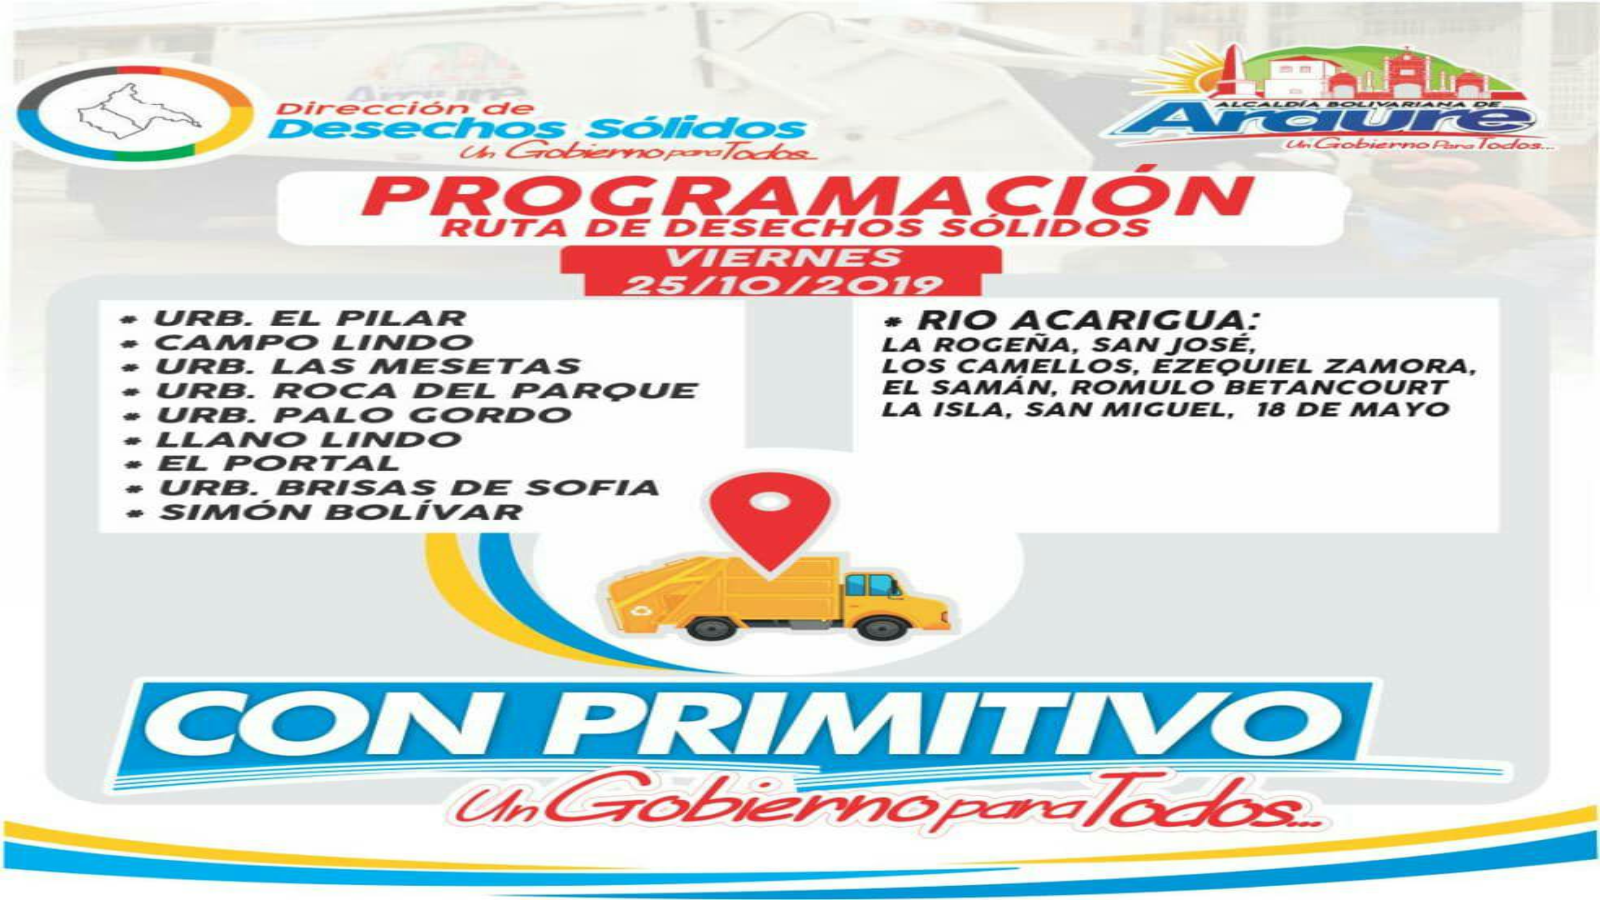 Dirección de
Desechos Sólidos
Un Gobierno para Todos...
ALCALDÍA BOLIVARIANA DE
Araure
Un Gobierno Para Todos...
PROGRAMACIÓN
RUTA DE DESECHOS SÓLIDOS
VIERNES
25/10/2019
* URB. EL PILAR
* CAMPO LINDO
* URB. LAS MESETAS
* URB. ROCA DEL PARQUE
* URB. PALO GORDO
* LLANO LINDO
* EL PORTAL
* URB. BRISAS DE SOFIA
* SIMÓN BOLÍVAR
* RIO ACARIGUA:
LA ROGEÑA, SAN JOSÉ,
LOS CAMELLOS, EZEQUIEL ZAMORA,
EL SAMÁN, ROMULO BETANCOURT
LA ISLA, SAN MIGUEL, 18 DE MAYO
CON PRIMITIVO
Un Gobierno para Todos...